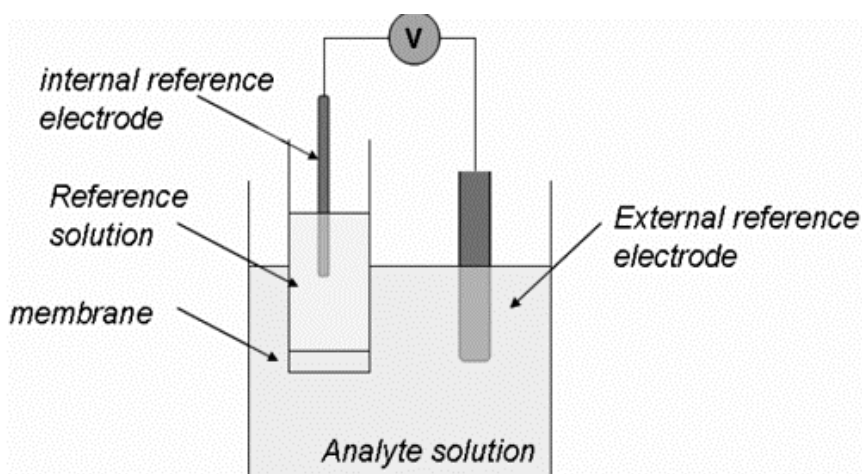 V
internal reference
electrode
Reference
solution
membrane
External reference
electrode
Analyte solution